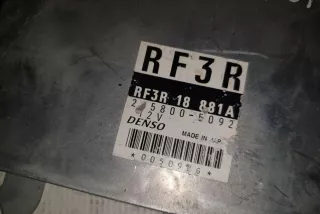 RF3R
RF3R 18 881A
275800-5092
12V
DENSO
MADE IN JAPAN